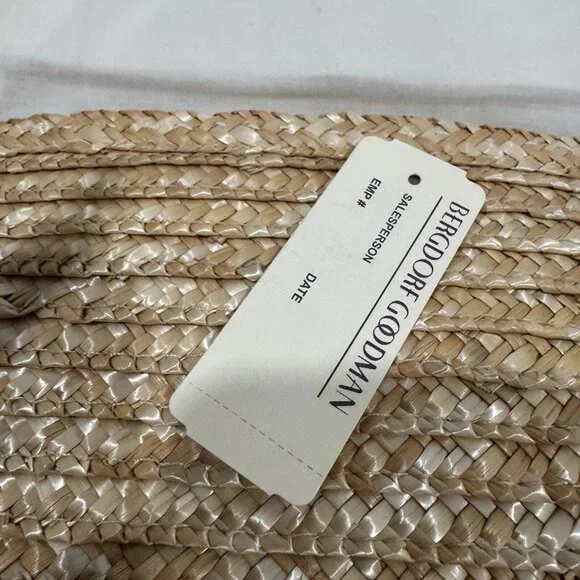 BERGDORF GOODMAN
SALESPERSON
EMP #
DATE